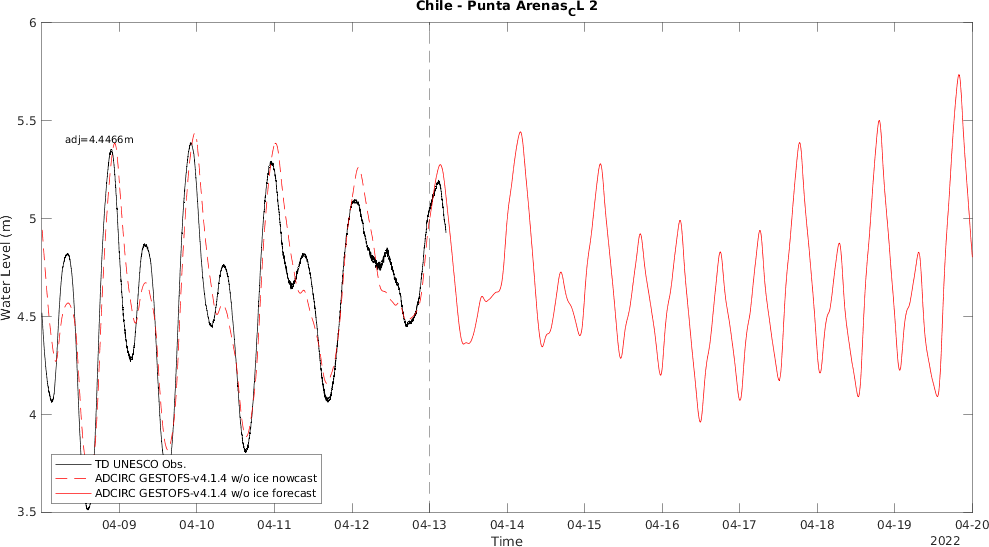 Chile - Punta Arenas_CL 2
6
5.5
5
4.5
4
3.5
Water Level (m)
adj=4.4466m
TD UNESCO Obs.
ADCIRC GESTOFS-v4.1.4 w/o ice nowcast
ADCIRC GESTOFS-v4.1.4 w/o ice forecast
04-09 04-10 04-11 04-12 04-13 04-14 04-15 04-16 04-17 04-18 04-19 04-20
Time
2022